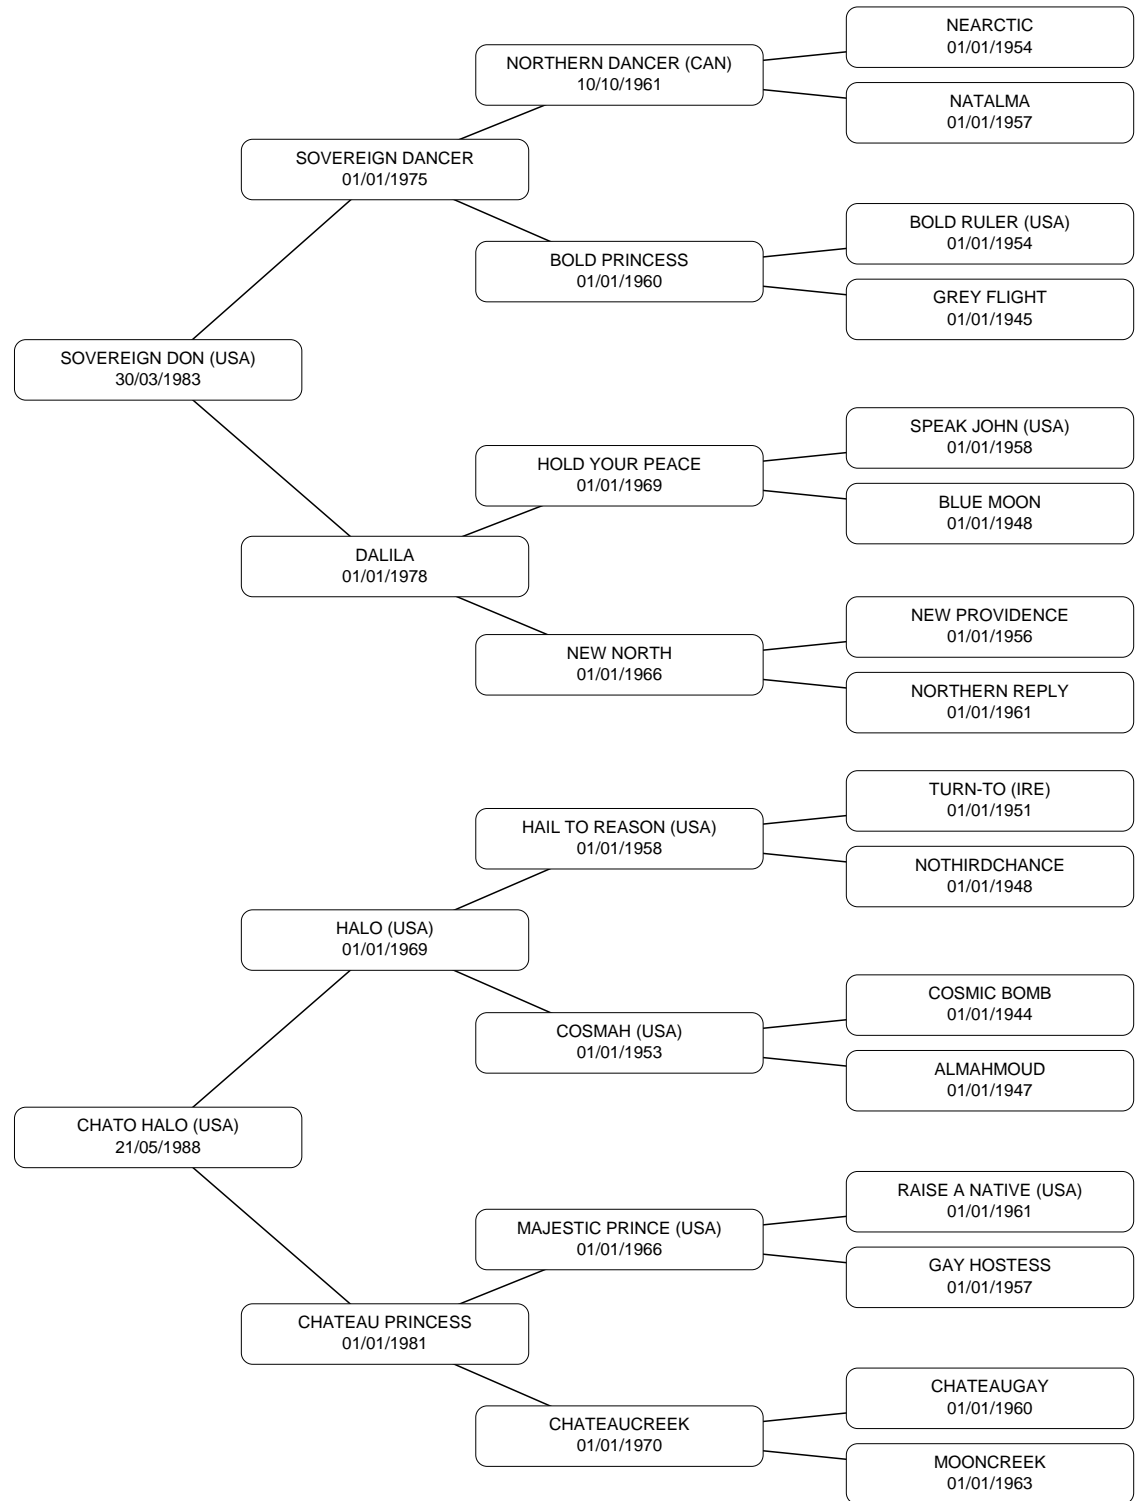 NEARCTIC
01/01/1954
NORTHERN DANCER (CAN)
10/10/1961
NATALMA
01/01/1957
SOVEREIGN DANCER
01/01/1975
BOLD RULER (USA)
01/01/1954
BOLD PRINCESS
01/01/1960
GREY FLIGHT
01/01/1945
SOVEREIGN DON (USA)
30/03/1983
SPEAK JOHN (USA)
01/01/1958
HOLD YOUR PEACE
01/01/1969
BLUE MOON
01/01/1948
DALILA
01/01/1978
NEW PROVIDENCE
01/01/1956
NEW NORTH
01/01/1966
NORTHERN REPLY
01/01/1961
TURN-TO (IRE)
01/01/1951
HAIL TO REASON (USA)
01/01/1958
NOTHIRDCHANCE
01/01/1948
HALO (USA)
01/01/1969
COSMIC BOMB
01/01/1944
COSMAH (USA)
01/01/1953
ALMAHMOUD
01/01/1947
CHATO HALO (USA)
21/05/1988
RAISE A NATIVE (USA)
01/01/1961
MAJESTIC PRINCE (USA)
01/01/1966
GAY HOSTESS
01/01/1957
CHATEAU PRINCESS
01/01/1981
CHATEAUGAY
01/01/1960
CHATEAUCREEK
01/01/1970
MOONCREEK
01/01/1963